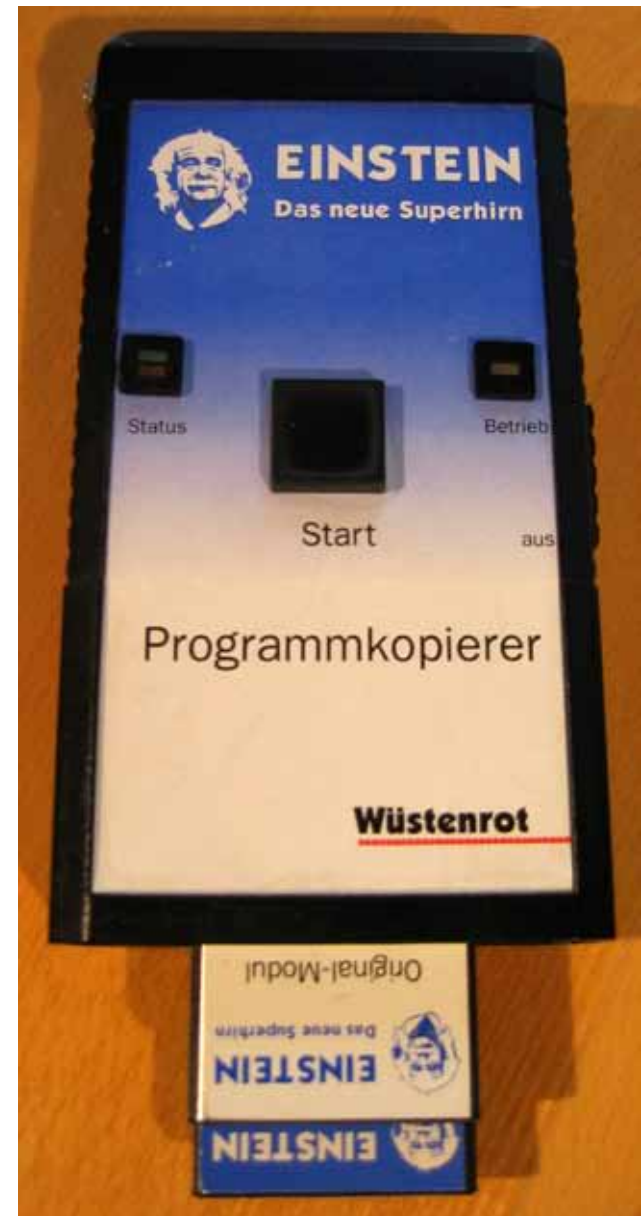 EINSTEIN
Das neue Superhirn
Status
Betrieb
Start
aus
Programmkopierer
Wüstenrot
Original-Modul
Das neue Superhirn
EINSTEIN
EINSTEIN